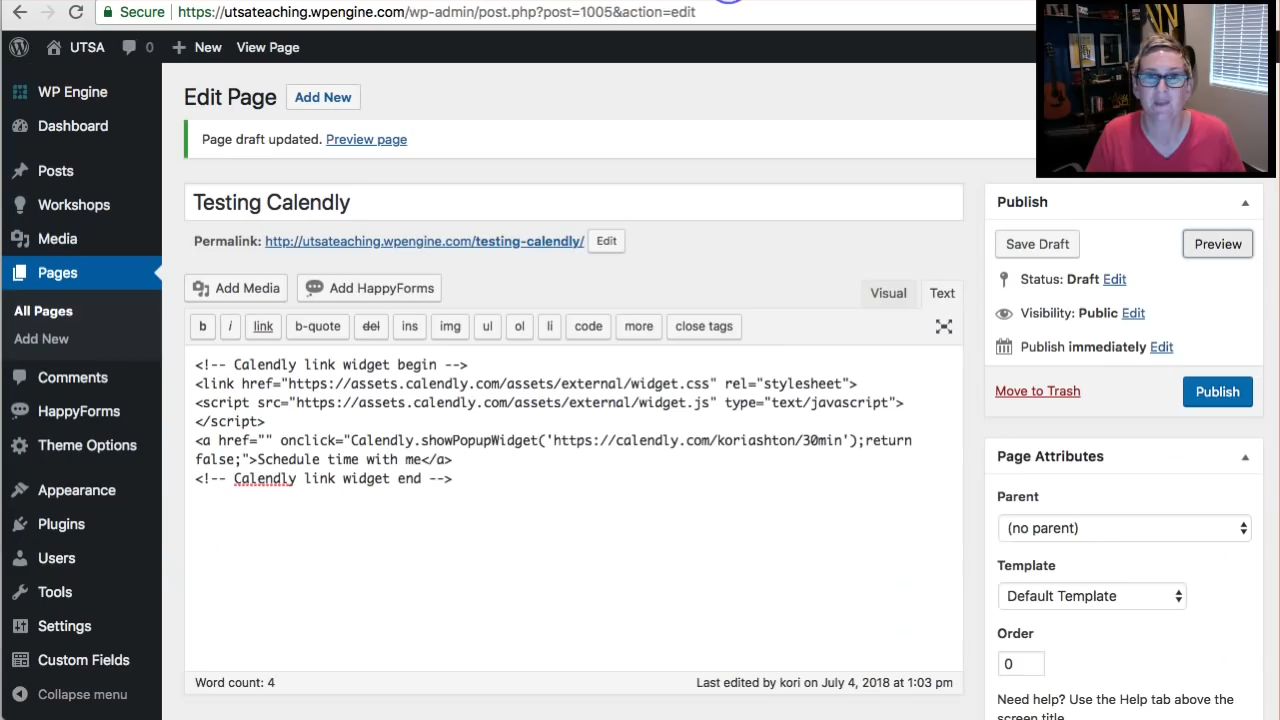 Secure https://utsateaching.wpengine.com/wp-admin/post.php?post=1005&action=edit
UTSA 0 New View Page
WP Engine
Dashboard
Posts
Workshops
Media
Pages
All Pages
Add New
Comments
HappyForms
Theme Options
Appearance
Plugins
Users
Tools
Settings
Custom Fields
Collapse menu
Edit Page Add New
Page draft updated. Preview page
Testing Calendly
Permalink: http://utsateaching.wpengine.com/testing-calendly/ Edit
Add Media Add HappyForms
Visual Text
b i link b-quote del ins img ul ol li code more close tags
<!-- Calendly link widget begin -->
<link href="https://assets.calendly.com/assets/external/widget.css" rel="stylesheet">
<script src="https://assets.calendly.com/assets/external/widget.js" type="text/javascript">
</script>
<a href="" onclick="Calendly.showPopupWidget('https://calendly.com/koriashton/30min');return
false;">Schedule time with me</a>
<!-- Calendly link widget end -->
Word count: 4 Last edited by kori on July 4, 2018 at 1:03 pm
Publish
Save Draft Preview
Status: Draft Edit
Visibility: Public Edit
Publish immediately Edit
Move to Trash Publish
Page Attributes
Parent
(no parent)
Template
Default Template
Order
0
Need help? Use the Help tab above the
screen title.